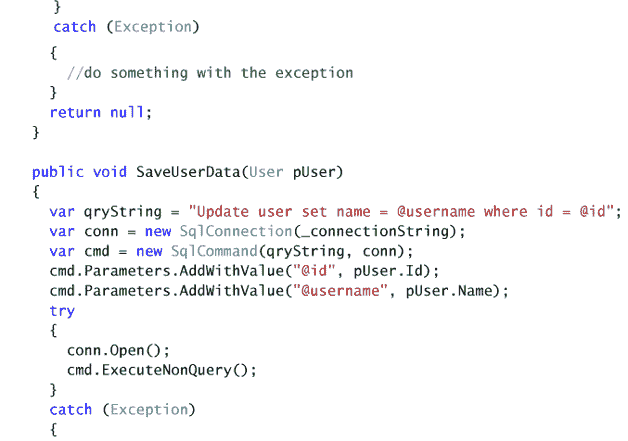 }
catch (Exception)
{
//do something with the exception
}
return null;
}
public void SaveUserData(User pUser)
{
var qryString = "Update user set name = @username where id = @id";
var conn = new SqlConnection(_connectionString);
var cmd = new SqlCommand(qryString, conn);
cmd.Parameters.AddWithValue("@id", pUser.Id);
cmd.Parameters.AddWithValue("@username", pUser.Name);
try
{
conn.Open();
cmd.ExecuteNonQuery();
}
catch (Exception)
{